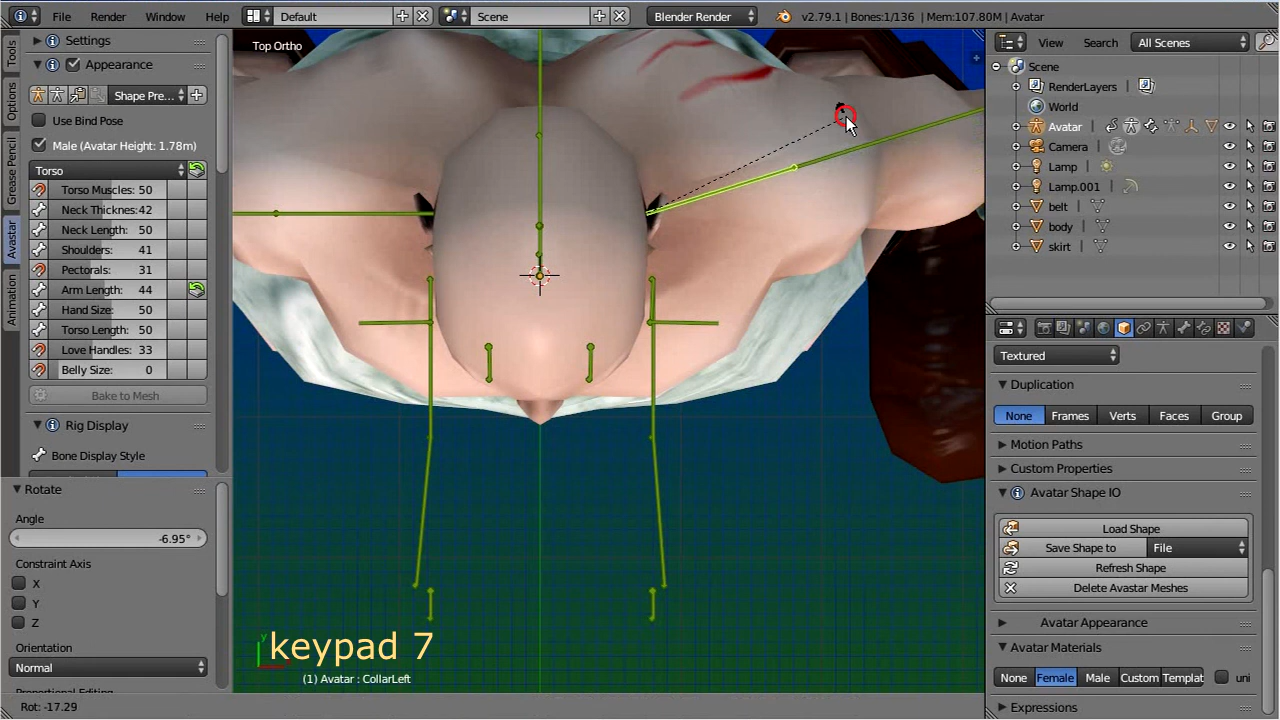 File Render Window Help Default Scene Blender Render v2.79.1 | Bones:1/136 | Mem:107.80M | Avatar
Tools
Options
Grease Pencil
Avastar
Animation
Settings
Appearance
Shape Pre...
Use Bind Pose
Male (Avatar Height: 1.78m)
Torso
Torso Muscles: 50
Neck Thicknes: 42
Neck Length: 50
Shoulders: 41
Pectorals: 31
Arm Length: 44
Hand Size: 50
Torso Length: 50
Love Handles: 33
Belly Size: 0
Bake to Mesh
Rig Display
Bone Display Style
Rotate
Angle
-6.95°
Constraint Axis
X
Y
Z
Orientation
Normal
Proportional Editing
Rot: -17.29
Top Ortho
y
keypad 7
(1) Avatar : CollarLeft
View Search All Scenes
Scene
RenderLayers
World
Avatar
Camera
Lamp
Lamp.001
belt
body
skirt
Textured
Duplication
None Frames Verts Faces Group
Motion Paths
Custom Properties
Avatar Shape IO
Load Shape
Save Shape to File
Refresh Shape
Delete Avastar Meshes
Avatar Appearance
Avatar Materials
None Female Male Custom Templat uni
Expressions